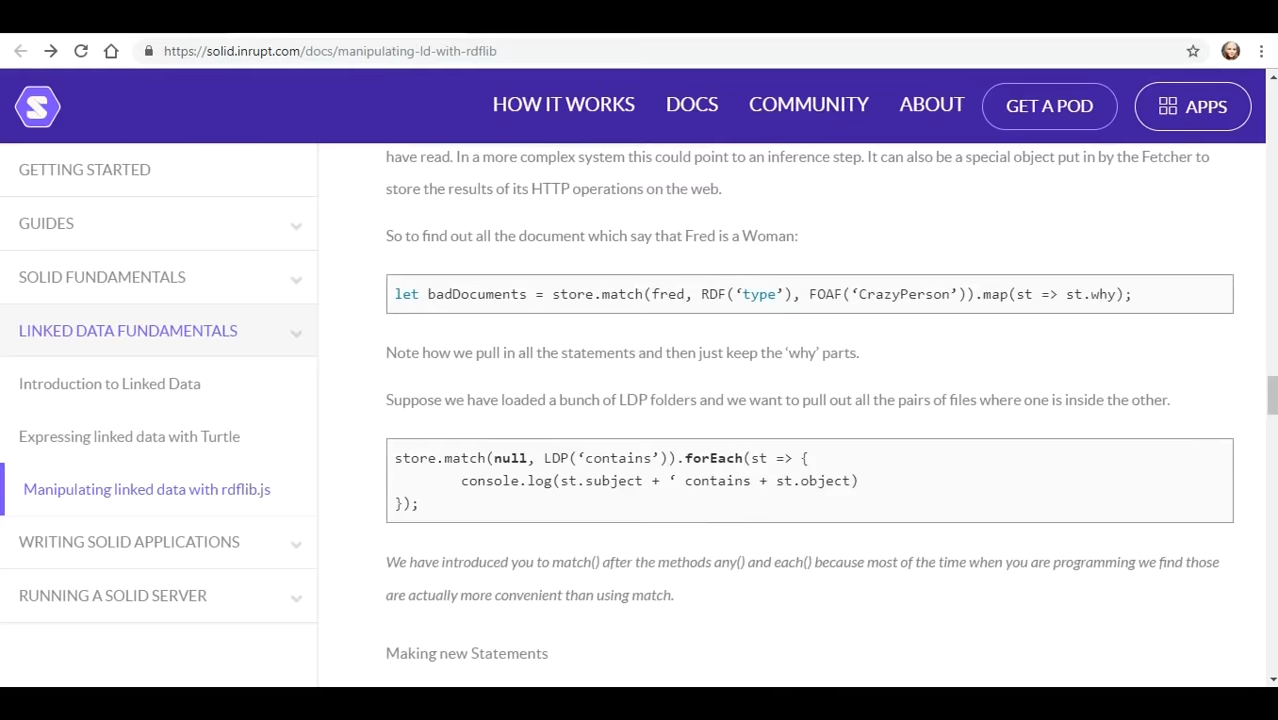 https://solid.inrupt.com/docs/manipulating-ld-with-rdflib
S
HOW IT WORKS
DOCS
COMMUNITY
ABOUT
GET A POD
APPS
GETTING STARTED
GUIDES
SOLID FUNDAMENTALS
LINKED DATA FUNDAMENTALS
Introduction to Linked Data
Expressing linked data with Turtle
Manipulating linked data with rdflib.js
WRITING SOLID APPLICATIONS
RUNNING A SOLID SERVER
have read. In a more complex system this could point to an inference step. It can also be a special object put in by the Fetcher to
store the results of its HTTP operations on the web.
So to find out all the document which say that Fred is a Woman:
let badDocuments = store.match(fred, RDF(‘type’), FOAF(‘CrazyPerson’)).map(st => st.why);
Note how we pull in all the statements and then just keep the ‘why’ parts.
Suppose we have loaded a bunch of LDP folders and we want to pull out all the pairs of files where one is inside the other.
store.match(null, LDP(‘contains’)).forEach(st => {
console.log(st.subject + ‘ contains + st.object)
});
We have introduced you to match() after the methods any() and each() because most of the time when you are programming we find those
are actually more convenient than using match.
Making new Statements